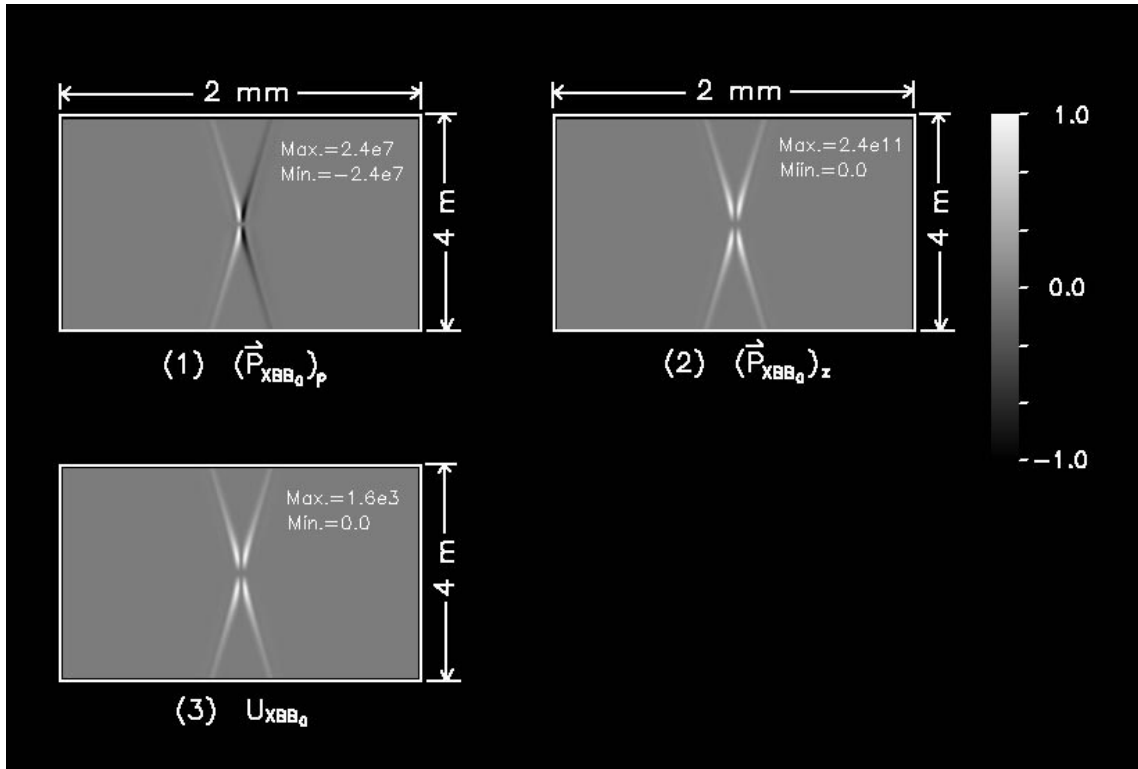 2 mm
Max.=2.4e7
Min.=-2.4e7
4 m
(1) (P⃗XBB₀)ρ
2 mm
Max.=2.4e11
Miin.=0.0
4 m
(2) (P⃗XBB₀)z
1.0
0.0
-1.0
Max.=1.6e3
Min.=0.0
4 m
(3) UXBB₀